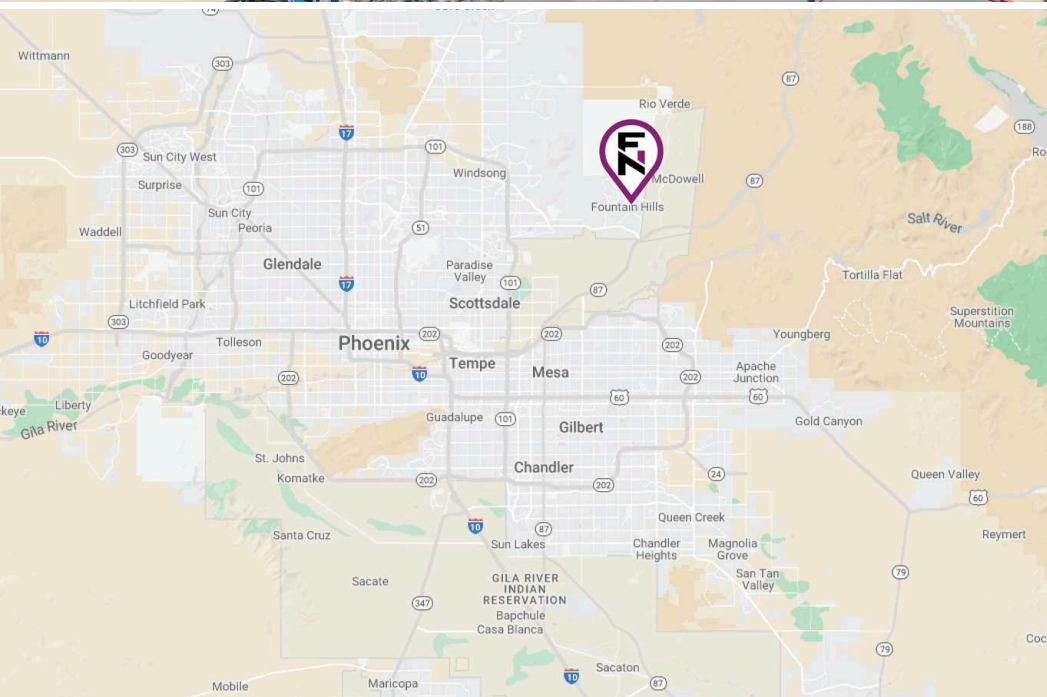 74
Wittmann
303
87
Rio Verde
17
188
303
Sun City West
101
FN
Windsong
McDowell
87
Surprise
101
Fountain Hills
Sun City
Peoria
51
Salt River
Waddell
Glendale
Paradise
Valley
17
101
87
Tortilla Flat
Scottsdale
Litchfield Park
Superstition
Mountains
303
10
Tolleson
Phoenix
202
202
202
Youngberg
Goodyear
Tempe
Mesa
10
202
202
Apache
Junction
60
60
Liberty
Gila River
Guadalupe
101
Gilbert
Gold Canyon
St. Johns
Komatke
Chandler
202
202
24
Queen Valley
60
Queen Creek
10
87
Santa Cruz
Sun Lakes
Chandler
Heights
Magnolia
Grove
Reymert
Sacate
GILA RIVER
INDIAN
RESERVATION
San Tan
Valley
79
347
Bapchule
Casa Blanca
79
Sacaton
10
87
Mobile
Maricopa